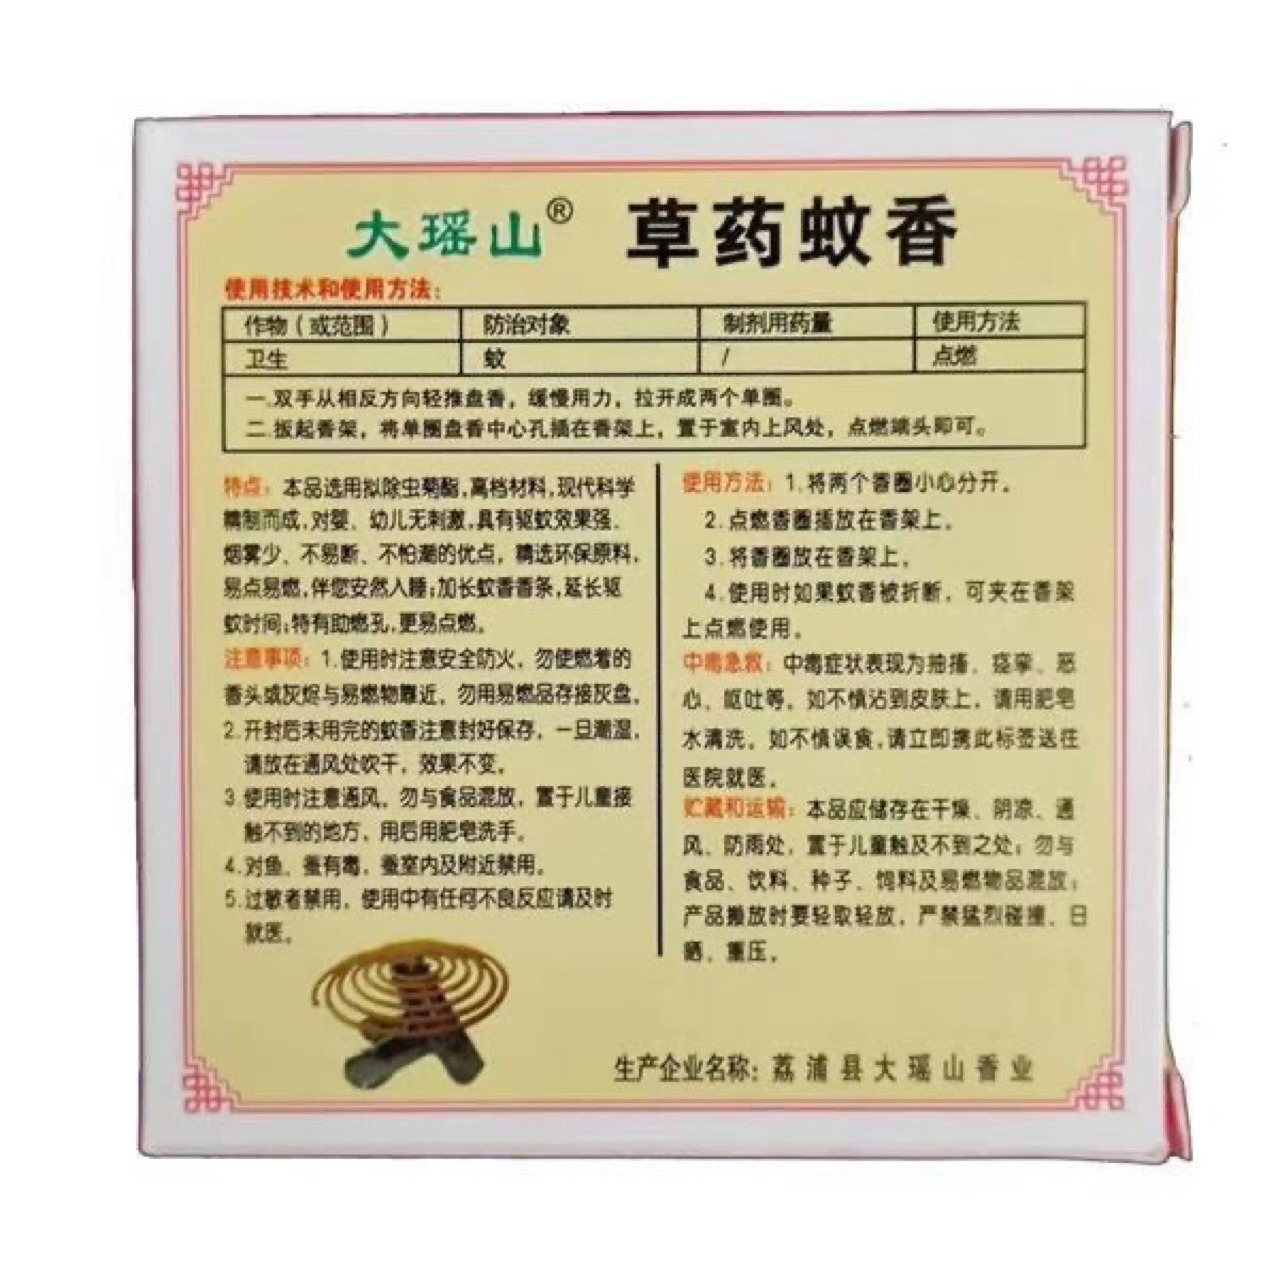 大瑶山® 草药蚊香
使用技术和使用方法：
作物（或范围） 防治对象 制剂用药量 使用方法
卫生 蚊 / 点燃
一.双手从相反方向轻推盘香，缓慢用力，拉开成两个单圈。
二.扳起香架，将单圈盘香中心孔插在香架上，置于室内上风处，点燃端头即可。
特点：本品选用拟除虫菊酯,高档材料,现代科学
精制而成,对婴、幼儿无刺激,具有驱蚊效果强、
烟雾少、不易断、不怕潮的优点，精选环保原料，
易点易燃,伴您安然入睡;加长蚊香香条,延长驱
蚊时间;特有助燃孔,更易点燃。
注意事项：1.使用时注意安全防火，勿使燃着的
香头或灰烬与易燃物靠近，勿用易燃品存接灰盘。
2.开封后未用完的蚊香注意封好保存，一旦潮湿，
请放在通风处吹干，效果不变。
3.使用时注意通风，勿与食品混放，置于儿童接
触不到的地方，用后用肥皂洗手。
4.对鱼、蚕有毒，蚕室内及附近禁用。
5.过敏者禁用，使用中有任何不良反应请及时
就医。
使用方法：1.将两个香圈小心分开。
2.点燃香圈插放在香架上。
3.将香圈放在香架上。
4.使用时如果蚊香被折断，可夹在香架
上点燃使用。
中毒急救：中毒症状表现为抽搐、痉挛、恶
心、呕吐等。如不慎沾到皮肤上，请用肥皂
水清洗。如不慎误食,请立即携此标签送往
医院就医。
贮藏和运输：本品应储存在干燥、阴凉、通
风、防雨处，置于儿童触及不到之处；勿与
食品、饮料、种子、饲料及易燃物品混放；
产品搬放时要轻取轻放，严禁猛烈碰撞、日
晒、重压。
生产企业名称：荔浦县大瑶山香业